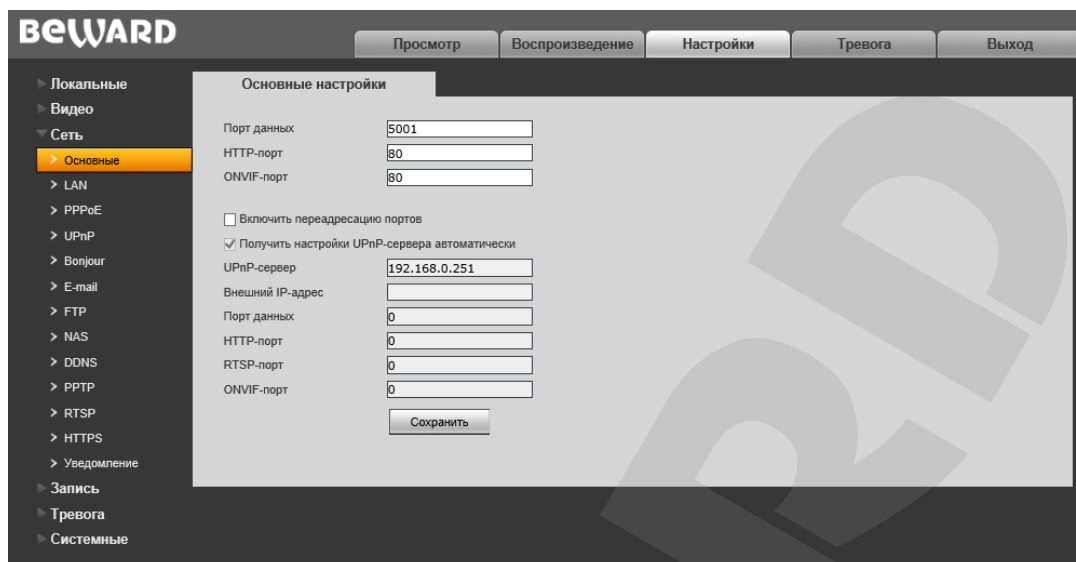 BEWARD
Просмотр
Воспроизведение
Настройки
Тревога
Выход
Локальные
Видео
Сеть
Основные
LAN
PPPoE
UPnP
Bonjour
E-mail
FTP
NAS
DDNS
PPTP
RTSP
HTTPS
Уведомление
Запись
Тревога
Системные
Основные настройки
Порт данных 5001
HTTP-порт 80
ONVIF-порт 80
Включить переадресацию портов
Получить настройки UPnP-сервера автоматически
UPnP-сервер 192.168.0.251
Внешний IP-адрес
Порт данных 0
HTTP-порт 0
RTSP-порт 0
ONVIF-порт 0
Сохранить
RD